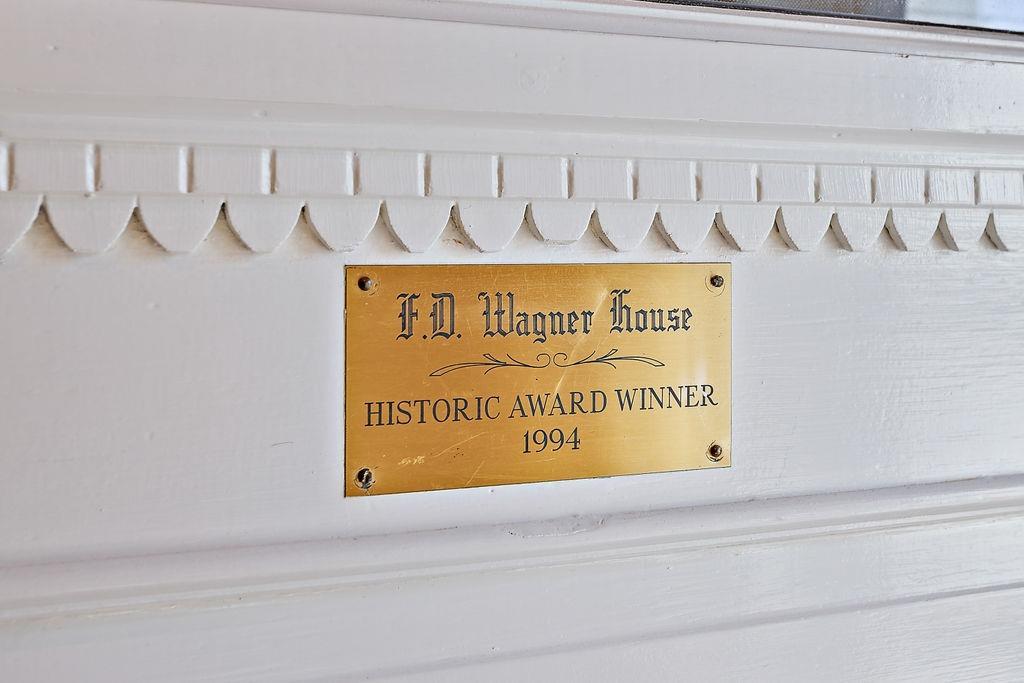 F.D. Wagner House
HISTORIC AWARD WINNER
1994